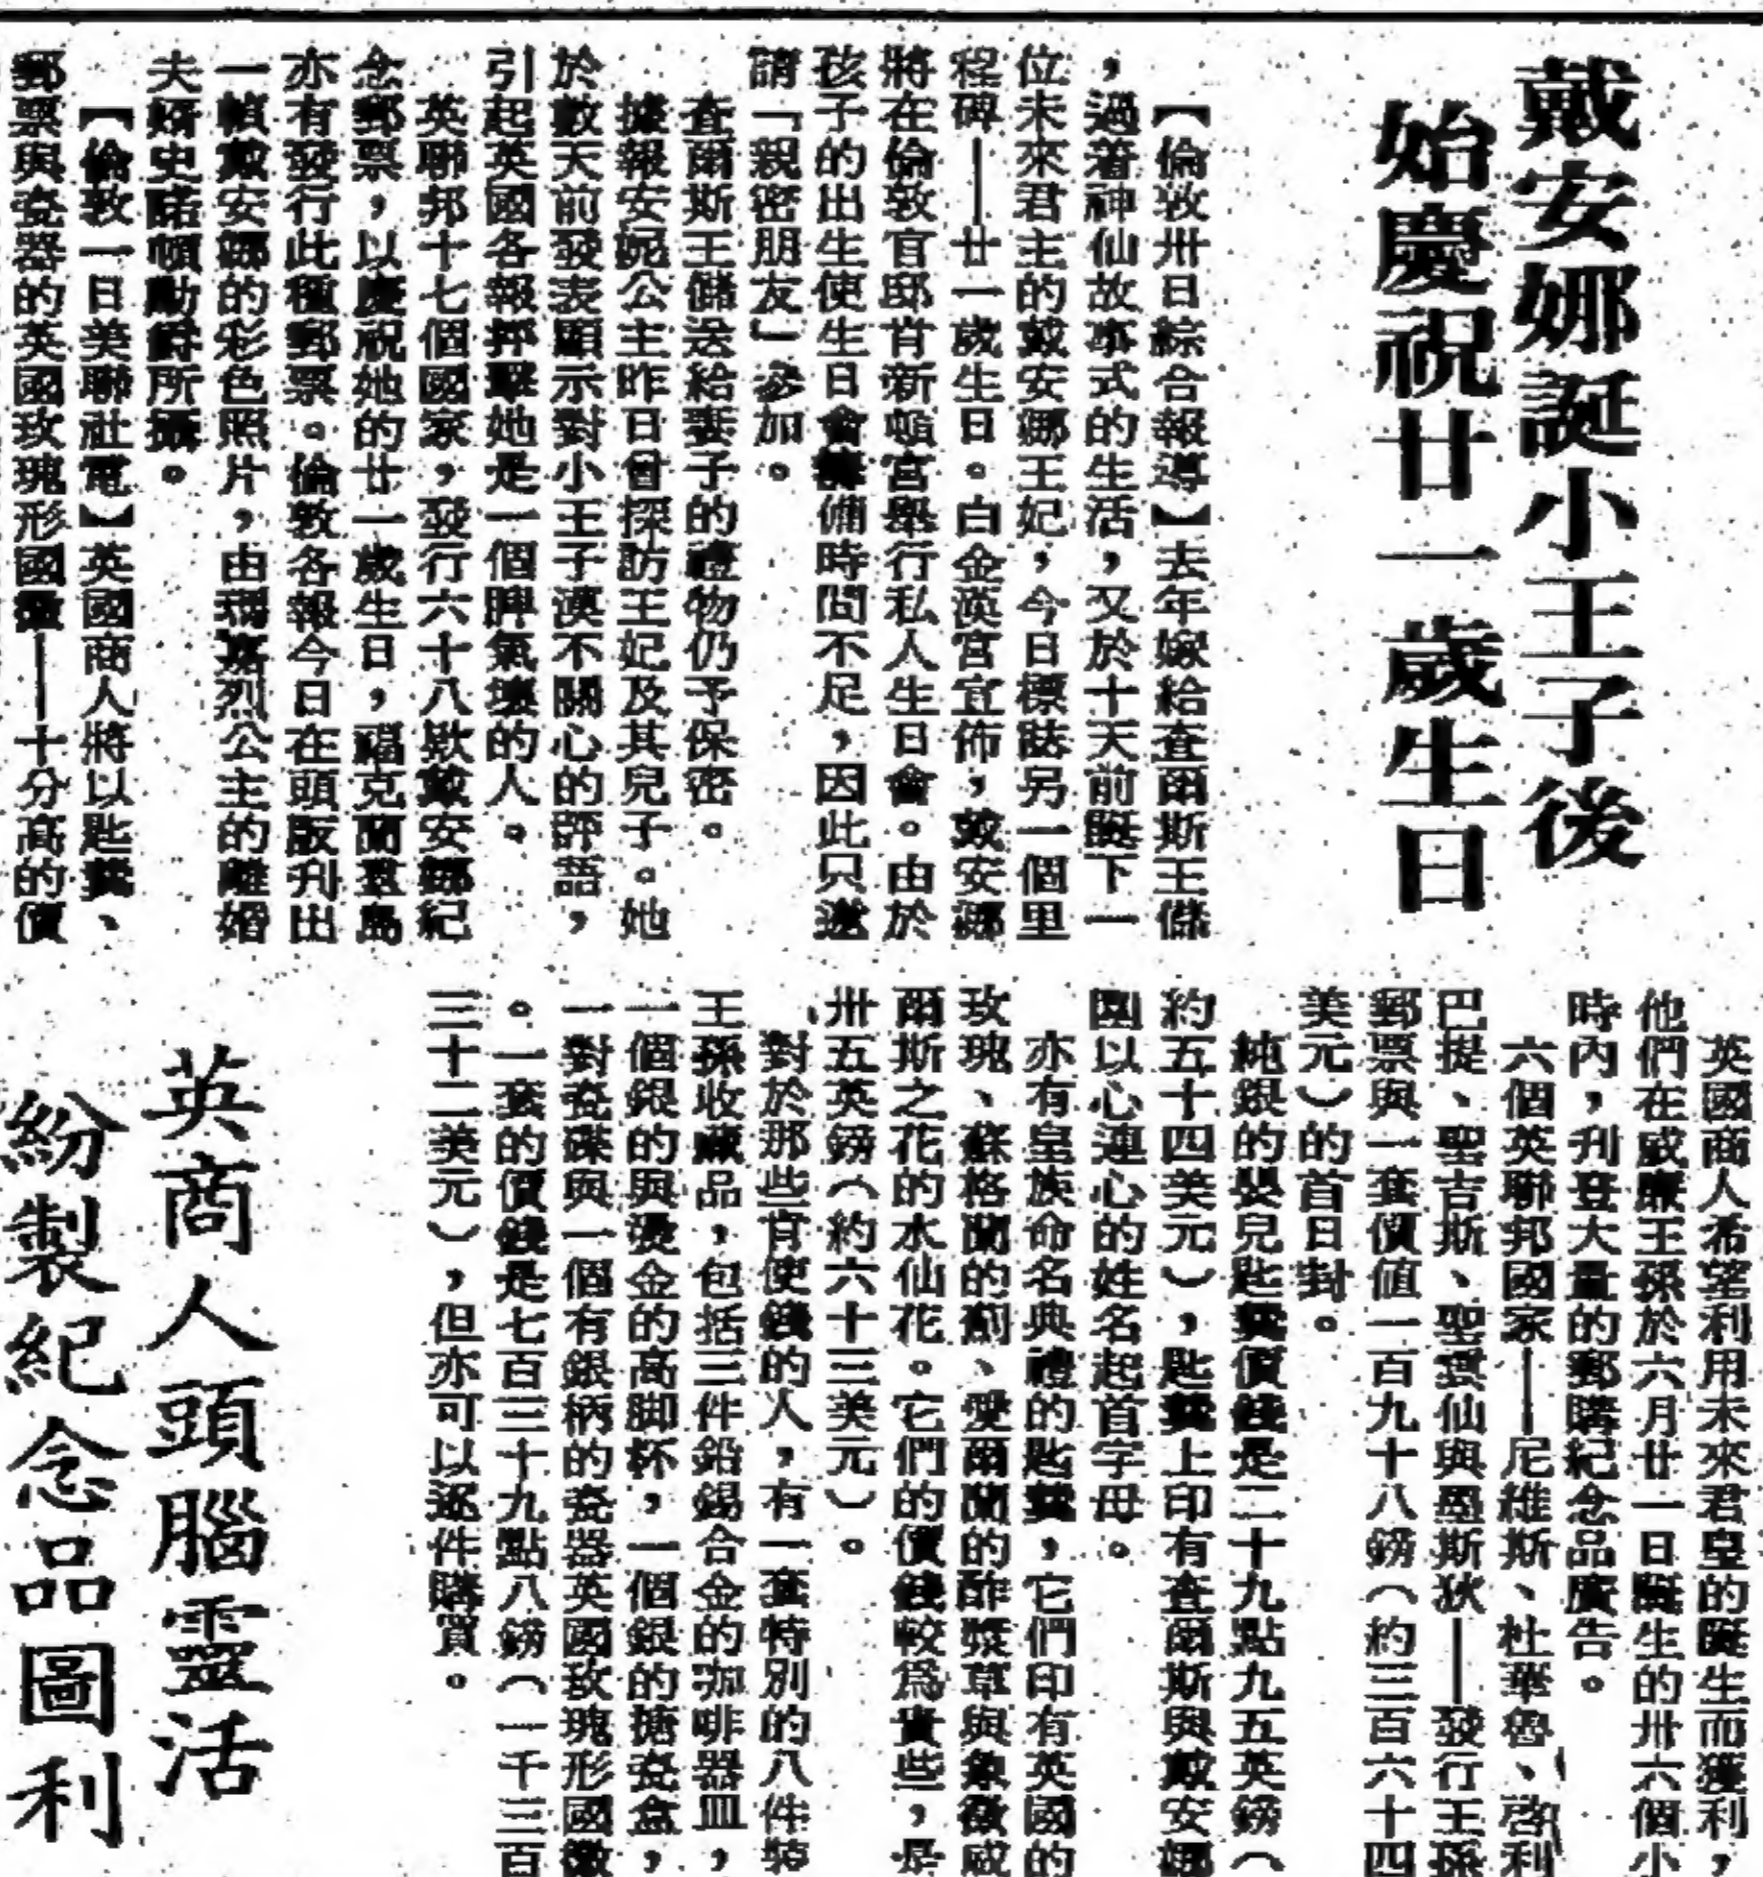 戴安娜誕小王子後
始慶祝廿一歲生日
【倫敦卅日綜合報導】去年嫁給查爾斯王儲
，過着神仙故事式的生活，又於十天前誕下一
位未來君主的戴安娜王妃，今日標誌另一個里
程碑——廿一歲生日。白金漢宮宣佈，戴安娜
將在倫敦官邸肯新頓宮舉行私人生日會。由於
孩子的出生使生日會籌備時間不足，因此只邀
請「親密朋友」參加。
查爾斯王儲送給妻子的禮物仍予保密。
據報安妮公主昨日曾探訪王妃及其兒子。她
於數天前發表顯示對小王子漠不關心的評語，
引起英國各報抨擊她是一個脾氣壞的人。
英聯邦十七個國家，發行六十八款戴安娜紀
念郵票，以慶祝她的廿一歲生日，福克蘭羣島
亦有發行此種郵票。倫敦各報今日在頭版刋出
一幀戴安娜的彩色照片，由瑪嘉烈公主的離婚
夫婿史諾頓勳爵所攝。
【倫敦一日美聯社電】英國商人將以匙羹、
郵票與瓷器的英國玫瑰形國徽——十分高的價
英國商人希望利用未來君皇的誕生而獲利，
他們在威廉王孫於六月廿一日誕生的卅六個小
時內，刋登大量的郵購紀念品廣告。
六個英聯邦國家——尼維斯、杜華魯、啓利
巴提、聖吉斯、聖雲仙與墨斯狄——發行王孫
郵票與一套價值一百九十八鎊（約三百六十四
美元）的首日封。
純銀的嬰兒匙羹價錢是二十九點九五英鎊（
約五十四美元），匙羹上印有查爾斯與戴安娜
圍以心連心的姓名起首字母。
亦有皇族命名典禮的匙羹，它們印有英國的
玫瑰、蘇格蘭的薊、愛爾蘭的酢漿草與象徵威
爾斯之花的水仙花。它們的價錢較爲貴些，是
卅五英鎊（約六十三美元）。
對於那些肯使錢的人，有一套特別的八件裝
王孫收藏品，包括三件鉛錫合金的咖啡器皿，
一個銀的與燙金的高脚杯，一個銀的搪瓷盒，
一對瓷碟與一個有銀柄的瓷器英國玫瑰形國徽
。一套的價錢是七百三十九點八鎊（一千三百
三十二美元），但亦可以逐件購買。
英商人頭腦靈活
紛製紀念品圖利